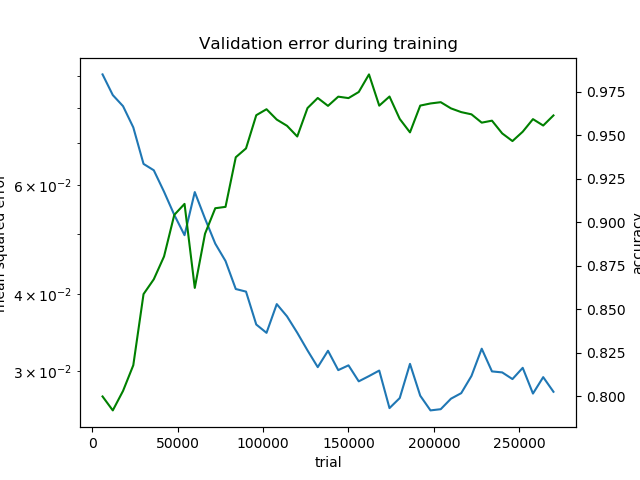 Validation error during training
6 × 10⁻²
4 × 10⁻²
3 × 10⁻²
mean squared error
0.975
0.950
0.925
0.900
0.875
0.850
0.825
0.800
accuracy
0 50000 100000 150000 200000 250000
trial